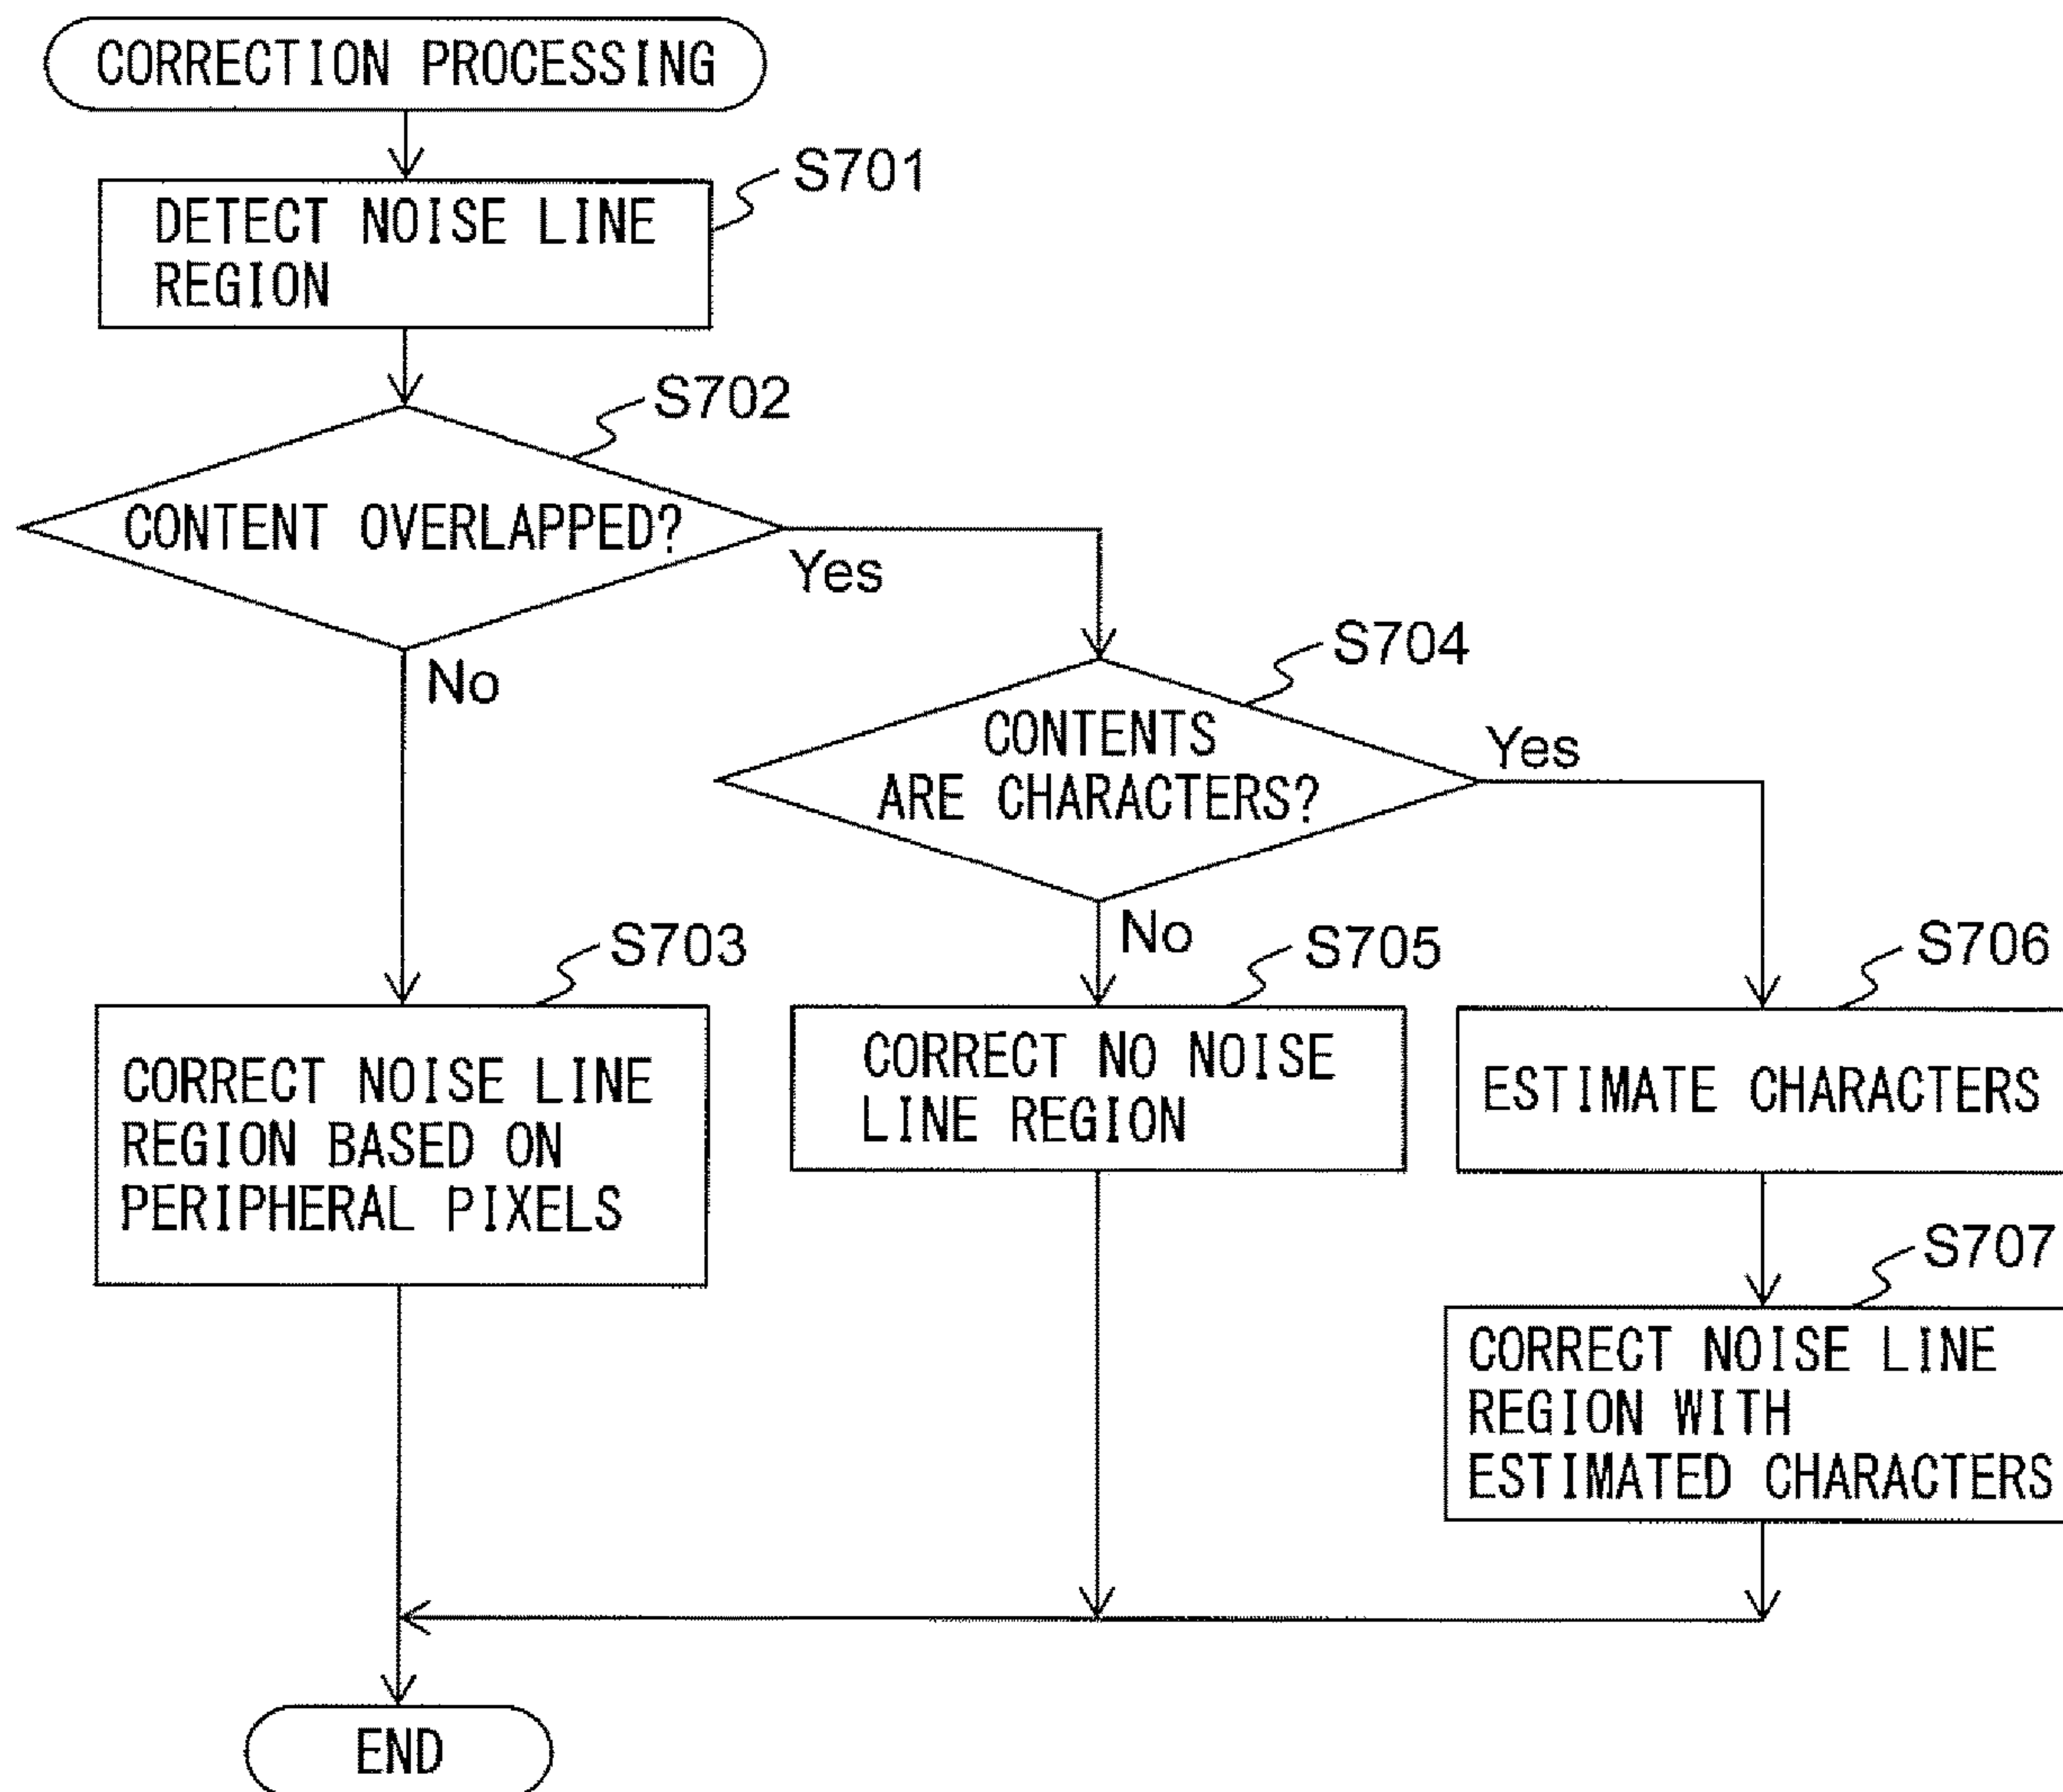 CORRECTION PROCESSING
S701
DETECT NOISE LINE
REGION
S702
CONTENT OVERLAPPED?
Yes
No
S704
CONTENTS
ARE CHARACTERS?
Yes
No
S703
CORRECT NOISE LINE
REGION BASED ON
PERIPHERAL PIXELS
S705
CORRECT NO NOISE
LINE REGION
S706
ESTIMATE CHARACTERS
S707
CORRECT NOISE LINE
REGION WITH
ESTIMATED CHARACTERS
END